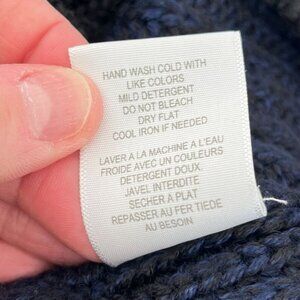 HAND WASH COLD WITH
LIKE COLORS
MILD DETERGENT
DO NOT BLEACH
DRY FLAT
COOL IRON IF NEEDED
LAVER A LA MACHINE A L'EAU
FROIDE AVEC UN COULEURS
DETERGENT DOUX.
JAVEL INTERDITE
SECHER A PLAT
REPASSER AU FER TIEDE
AU BESOIN